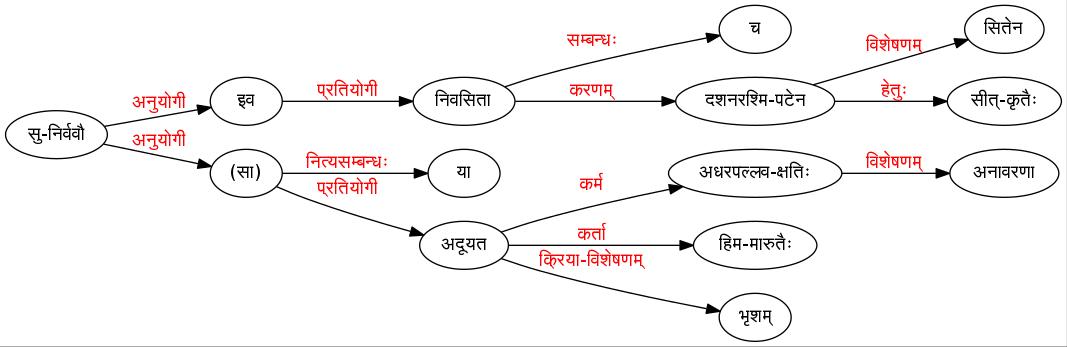 च
सम्बन्धः
सितेन
विशेषणम्
अनुयोगी
इव
प्रतियोगी
निवसिता
करणम्
दशनरश्मि-पटेन
हेतुः
सीत्-कृतैः
सु-निर्ववौ
अनुयोगी
(सा)
नित्यसम्बन्धः
या
प्रतियोगी
कर्म
अधरपल्लव-क्षतिः
विशेषणम्
अनावरणा
अदूयत
कर्ता
हिम-मारुतैः
क्रिया-विशेषणम्
भृशम्